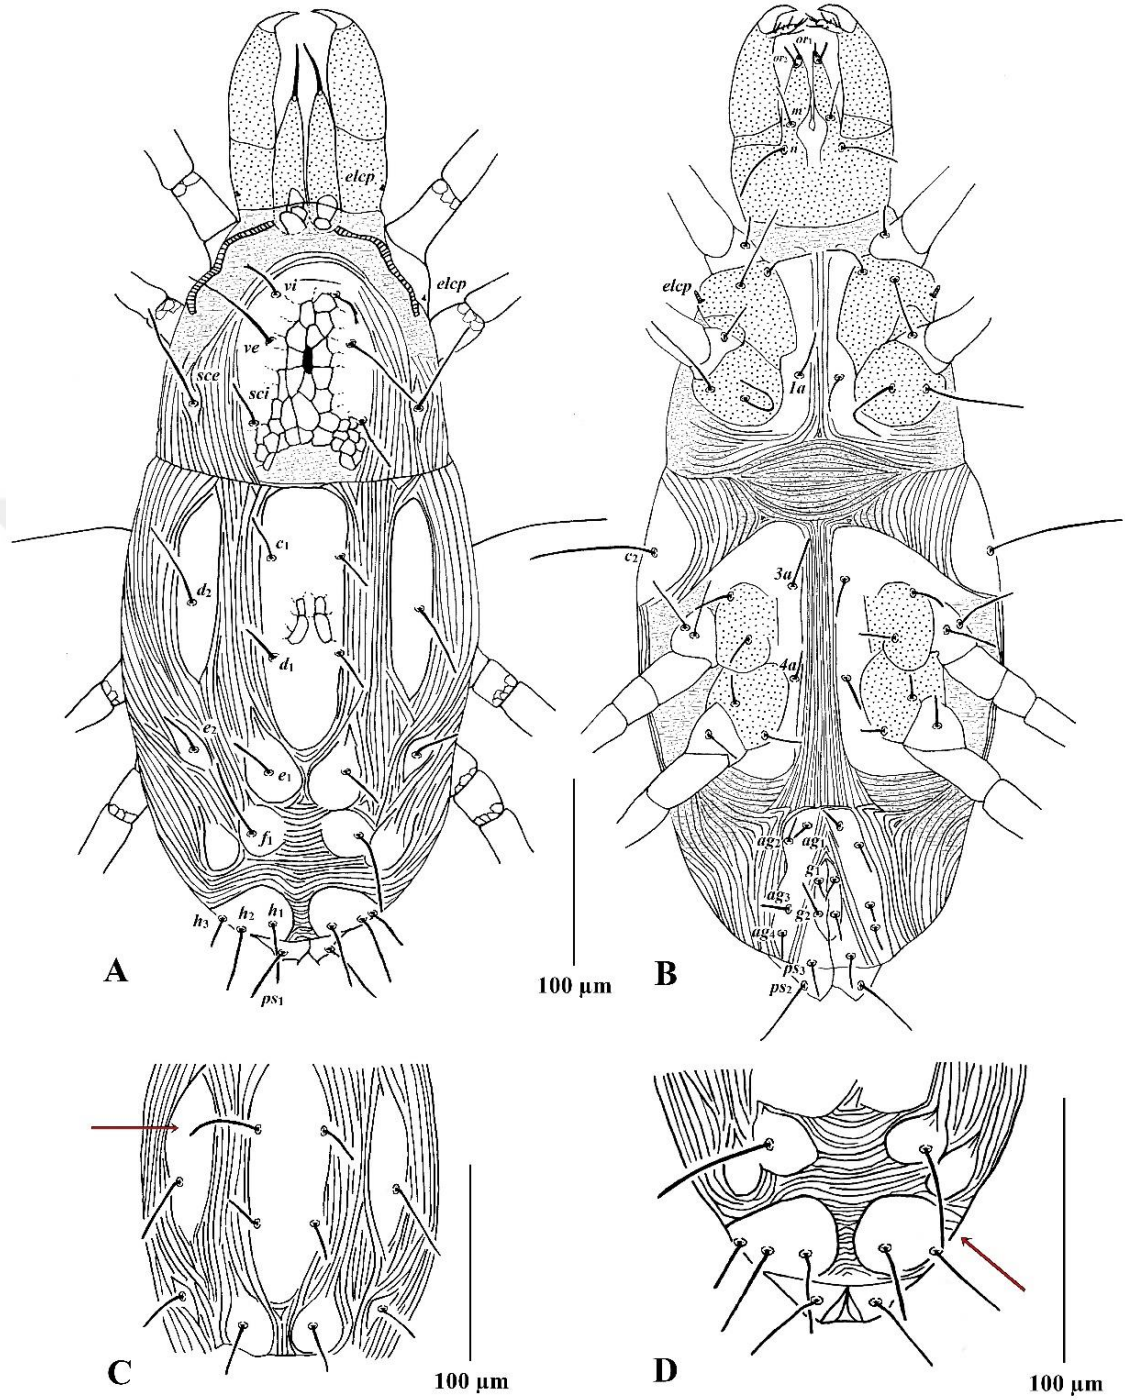 elcp
elcp
vi
ve
sce
sci
c1
d2
d1
e2
e1
f1
h3
h2
h1
ps1
A
100 µm
or1
or2
m
n
elcp
1a
c2
3a
4a
ag2
ag1
g1
ag3
g2
ag4
ps3
ps2
B
C
100 µm
D
100 µm